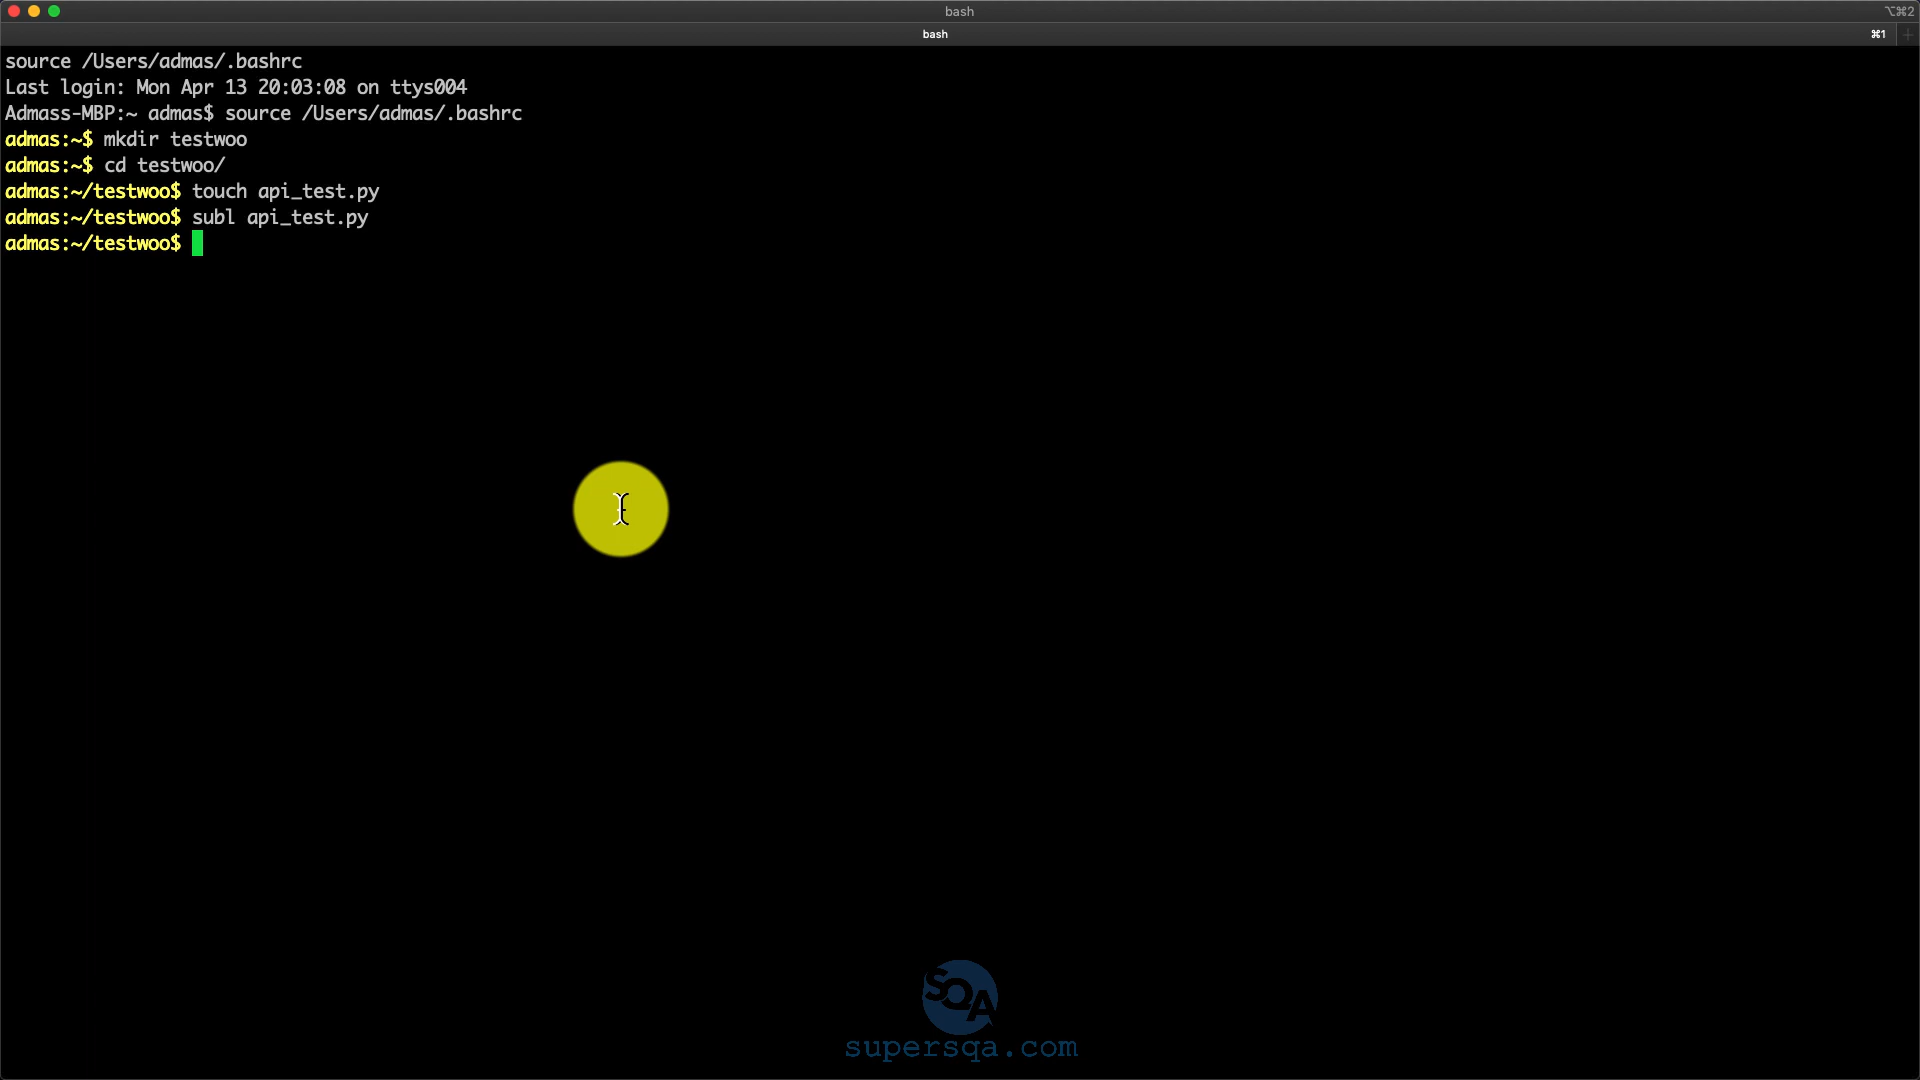 bash
⌥⌘2
bash
⌘1
source /Users/admas/.bashrc
Last login: Mon Apr 13 20:03:08 on ttys004
Admass-MBP:~ admas$ source /Users/admas/.bashrc
admas:~$ mkdir testwoo
admas:~$ cd testwoo/
admas:~/testwoo$ touch api_test.py
admas:~/testwoo$ subl api_test.py
admas:~/testwoo$
SQA
supersqa.com